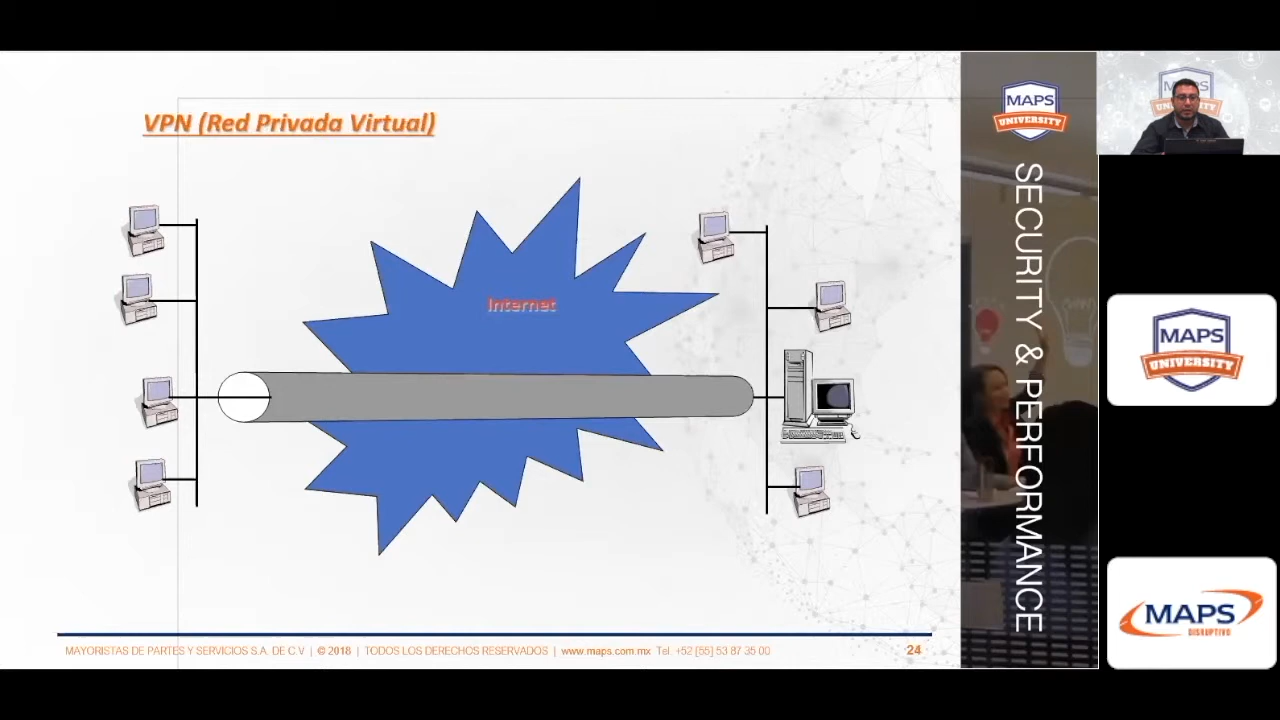 VPN (Red Privada Virtual)
Internet
MAYORISTAS DE PARTES Y SERVICIOS S.A. DE C.V. | @ 2018 | TODOS LOS DERECHOS RESERVADOS | www.maps.com.mx Tel. +52 [55] 53 87 35 00
24
MAPS
UNIVERSITY
SECURITY & PERFORMANCE
MAPS
UNIVERSITY
MAPS
DISRUPTIVO